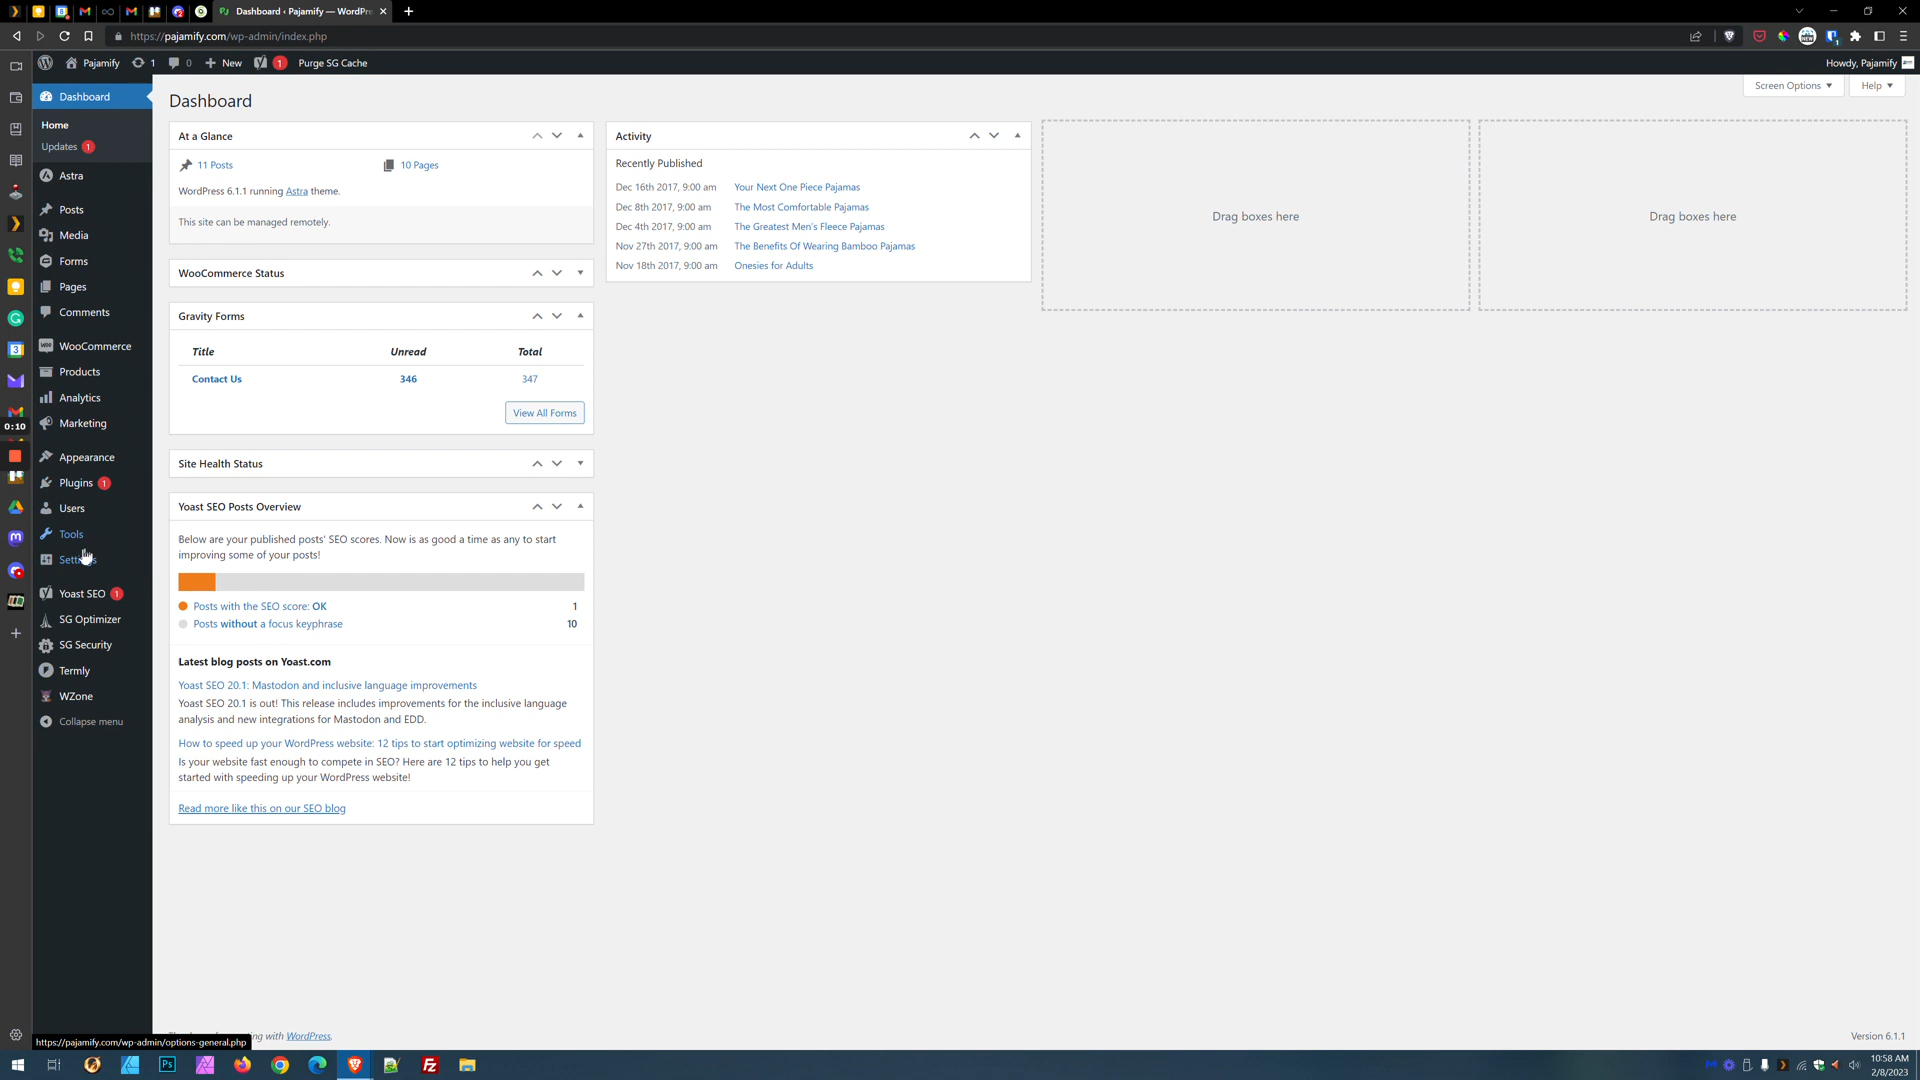 Dashboard ‹ Pajamify — WordPre
https://pajamify.com/wp-admin/index.php
Pajamify 1 0 New 1 Purge SG Cache Howdy, Pajamify
Screen Options Help
Dashboard
Home
Updates 1
Astra
Posts
Media
Forms
Pages
Comments
WooCommerce
Products
Analytics
Marketing
Appearance
Plugins 1
Users
Tools
Yoast SEO 1
SG Optimizer
SG Security
Termly
WZone
Collapse menu
0:10
Dashboard
At a Glance
11 Posts 10 Pages
WordPress 6.1.1 running Astra theme.
This site can be managed remotely.
WooCommerce Status
Gravity Forms
Title Unread Total
Contact Us 346 347
View All Forms
Site Health Status
Yoast SEO Posts Overview
Below are your published posts' SEO scores. Now is as good a time as any to start
improving some of your posts!
Posts with the SEO score: OK 1
Posts without a focus keyphrase 10
Latest blog posts on Yoast.com
Yoast SEO 20.1: Mastodon and inclusive language improvements
Yoast SEO 20.1 is out! This release includes improvements for the inclusive language
analysis and new integrations for Mastodon and EDD.
How to speed up your WordPress website: 12 tips to start optimizing website for speed
Is your website fast enough to compete in SEO? Here are 12 tips to help you get
started with speeding up your WordPress website!
Read more like this on our SEO blog
Activity
Recently Published
Dec 16th 2017, 9:00 am Your Next One Piece Pajamas
Dec 8th 2017, 9:00 am The Most Comfortable Pajamas
Dec 4th 2017, 9:00 am The Greatest Men's Fleece Pajamas
Nov 27th 2017, 9:00 am The Benefits Of Wearing Bamboo Pajamas
Nov 18th 2017, 9:00 am Onesies for Adults
Drag boxes here
Drag boxes here
ng with WordPress.
Version 6.1.1
https://pajamify.com/wp-admin/options-general.php
10:58 AM
2/8/2023